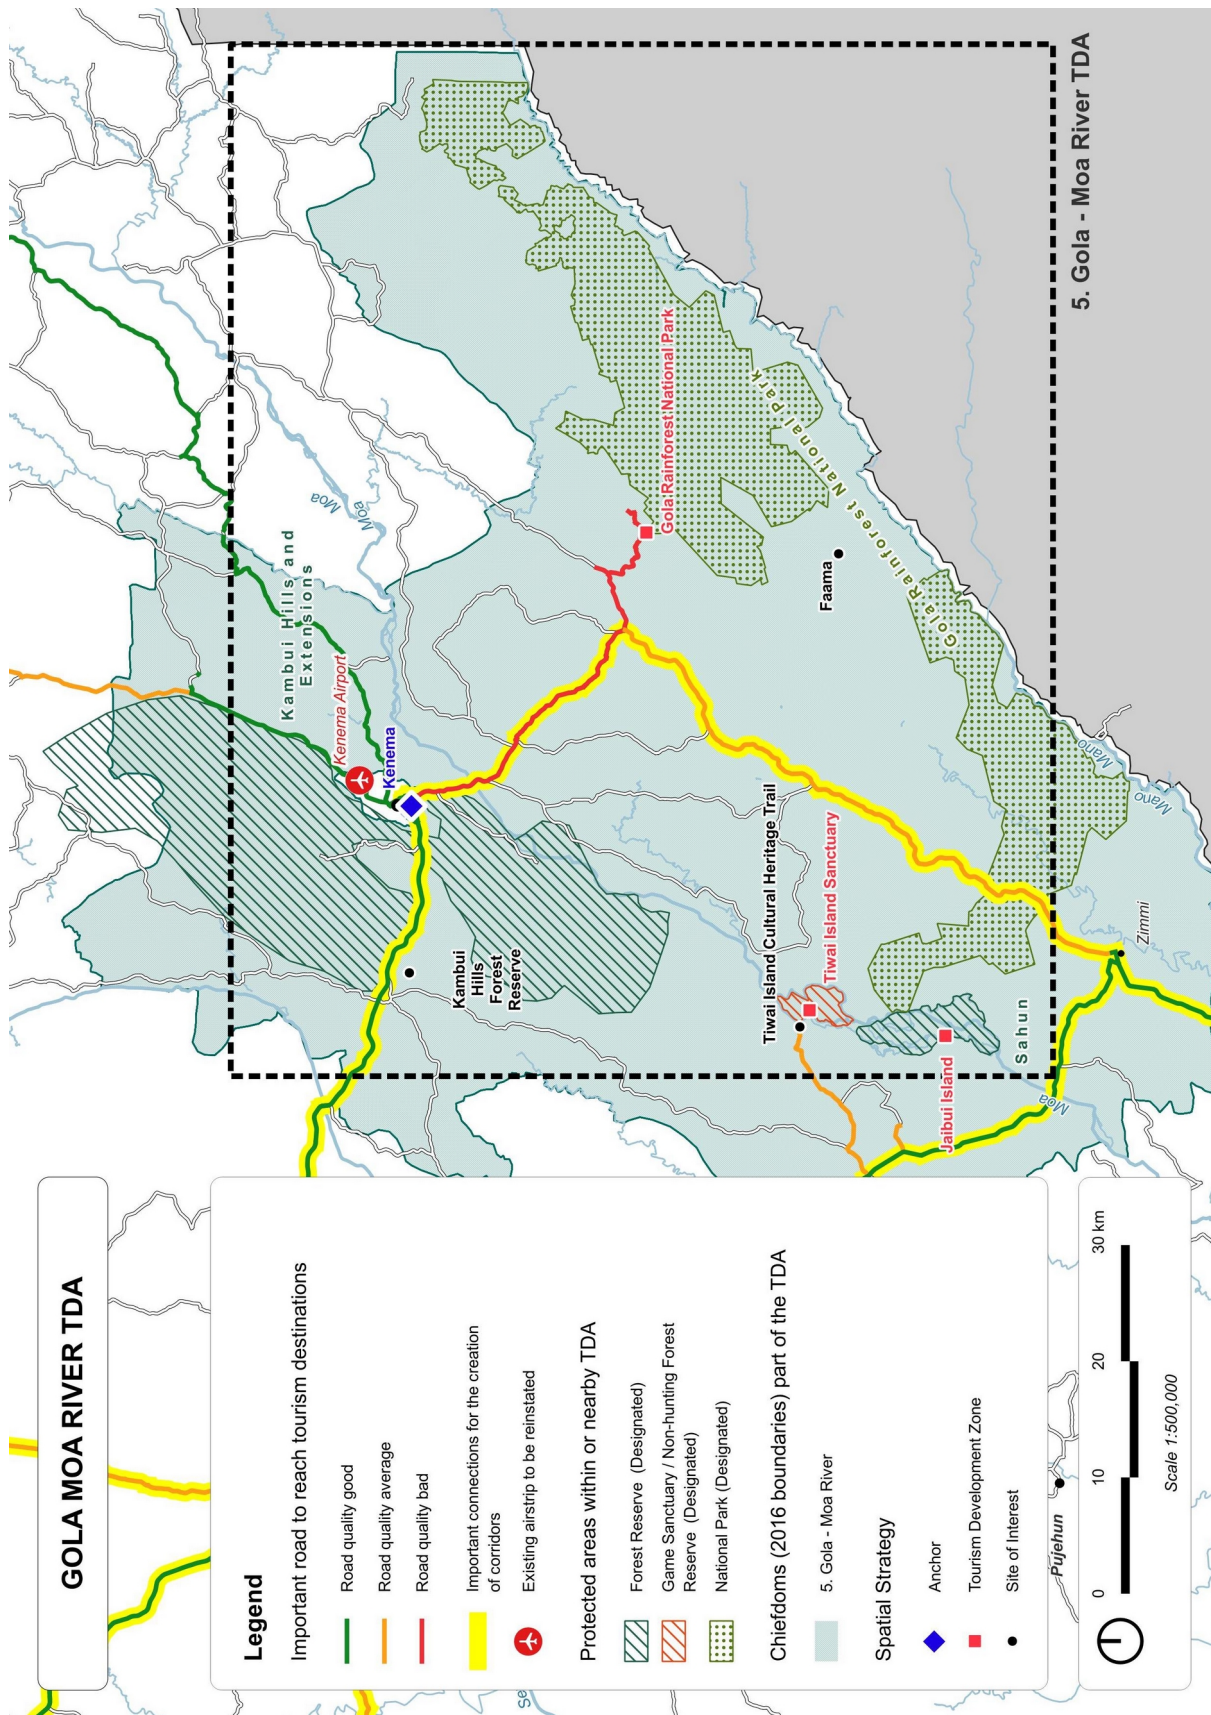 GOLA MOA RIVER TDA
Legend
Important road to reach tourism destinations
Road quality good
Road quality average
Road quality bad
Important connections for the creation
of corridors
Existing airstrip to be reinstated
Protected areas within or nearby TDA
Forest Reserve (Designated)
Game Sanctuary / Non-hunting Forest
Reserve (Designated)
National Park (Designated)
Chiefdoms (2016 boundaries) part of the TDA
5. Gola - Moa River
Spatial Strategy
Anchor
Tourism Development Zone
Site of Interest
Se
Pujehun
0
10
20
30 km
Scale 1:500,000
Kambui Hills and
Extensions
Kenema Airport
Kenema
Moa
Moa
Kambui
Hills
Forest
Reserve
Gola Rainforest National Park
Gola Rainforest National Park
Faama
Tiwai Island Cultural Heritage Trail
Tiwai Island Sanctuary
Jaibui Island
Sahun
Moa
Zimmi
Mano
Mano
5. Gola - Moa River TDA